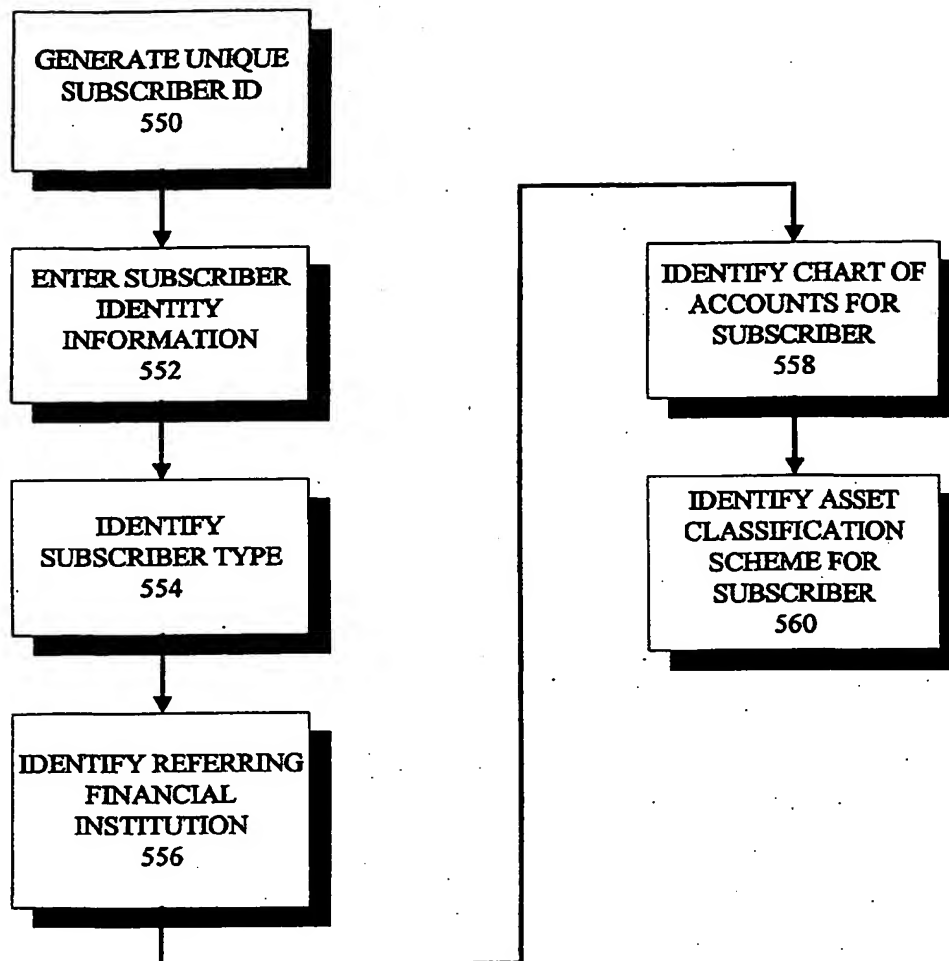 GENERATE UNIQUE
SUBSCRIBER ID
550
ENTER SUBSCRIBER
IDENTITY
INFORMATION
552
IDENTIFY
SUBSCRIBER TYPE
554
IDENTIFY REFERRING
FINANCIAL
INSTITUTION
556
IDENTIFY CHART OF
ACCOUNTS FOR
SUBSCRIBER
558
IDENTIFY ASSET
CLASSIFICATION
SCHEME FOR
SUBSCRIBER
560